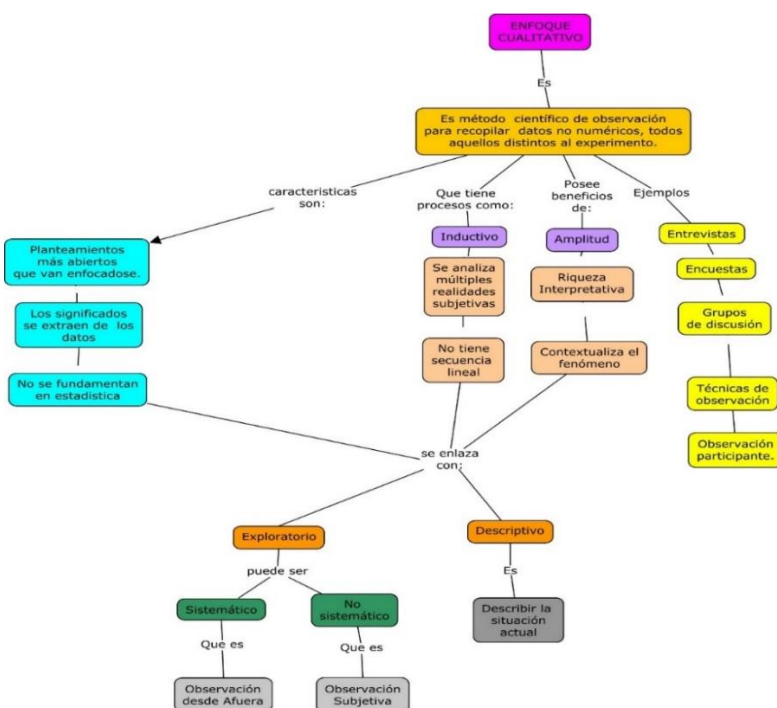 ENFOQUE
CUALITATIVO
Es
Es método científico de observación
para recopilar datos no numéricos, todos
aquellos distintos al experimento.
caracteristicas
son:
Que tiene
procesos como:
Posee
beneficios
de:
Ejemplos
Planteamientos
más abiertos
que van enfocadose.
Los significados
se extraen de los
datos
No se fundamentan
en estadistica
Inductivo
Se analiza
múltiples
realidades
subjetivas
No tiene
secuencia
lineal
Amplitud
Riqueza
Interpretativa
Contextualiza el
fenómeno
Entrevistas
Encuestas
Grupos
de discusión
Técnicas de
observación
Observación
participante.
se enlaza
con:
Exploratorio
puede ser
Sistemático
Que es
Observación
desde Afuera
No
sistemático
Que es
Observación
Subjetiva
Descriptivo
Es
Describir la
situación
actual